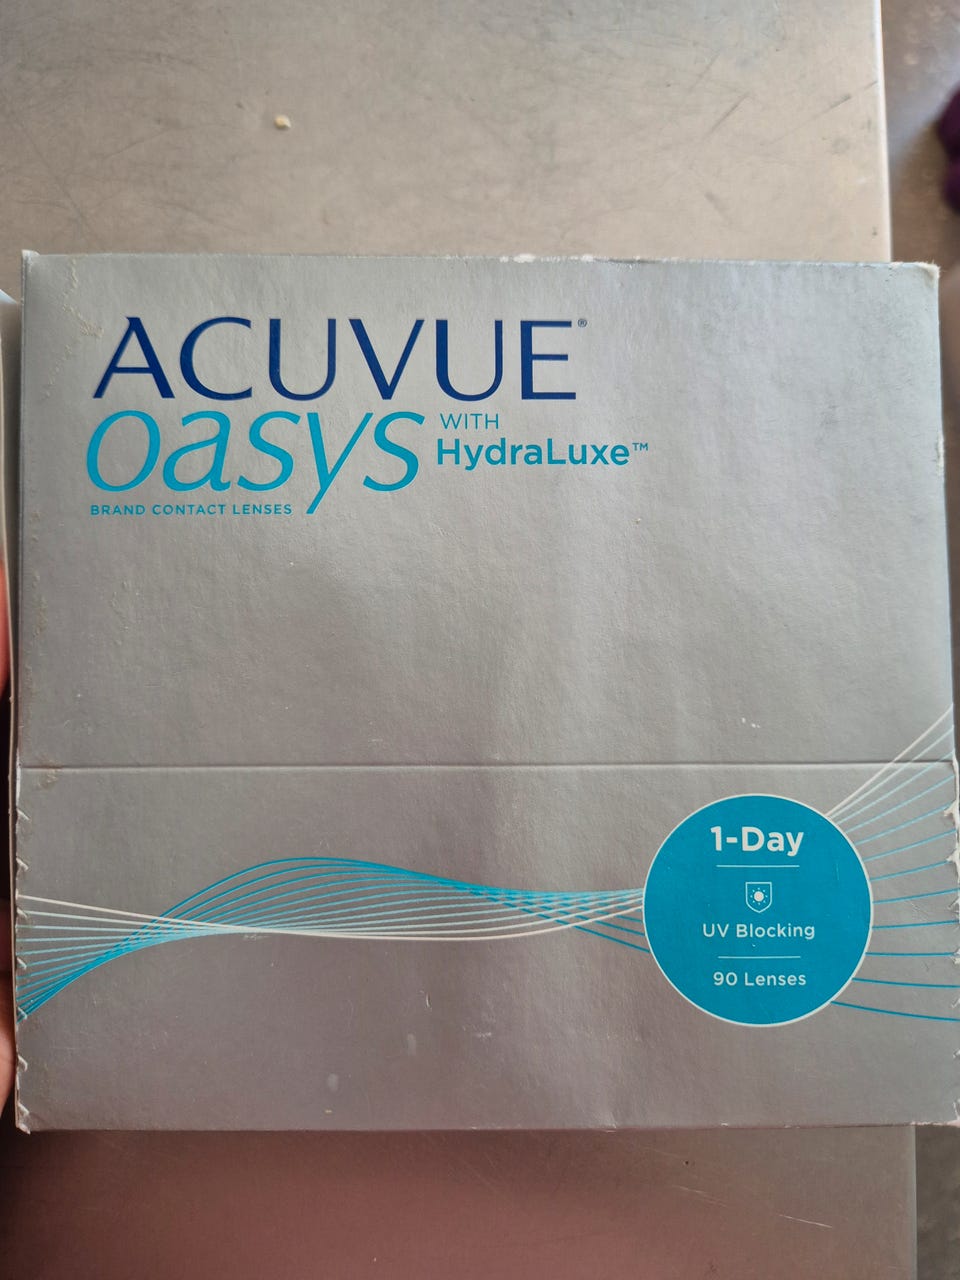 ACUVUE®
oasys WITH HydraLuxe™
BRAND CONTACT LENSES
1-Day
UV Blocking
90 Lenses